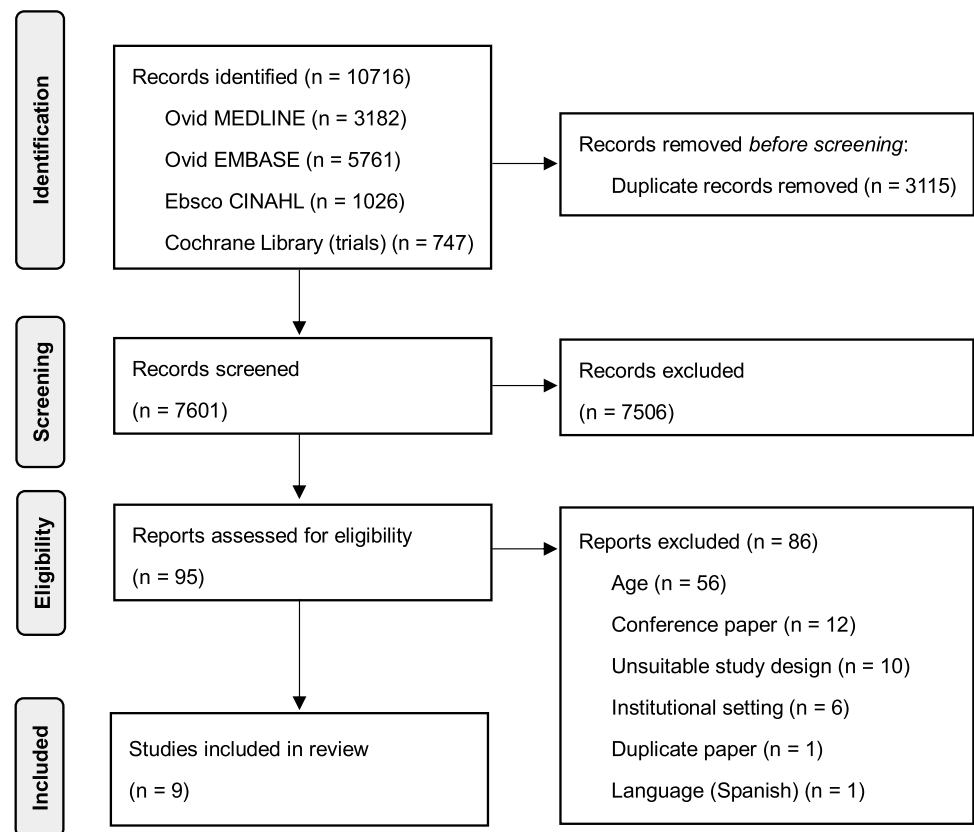 Identification
Records identified (n = 10716)
Ovid MEDLINE (n = 3182)
Ovid EMBASE (n = 5761)
Ebsco CINAHL (n = 1026)
Cochrane Library (trials) (n = 747)
Records removed before screening:
Duplicate records removed (n = 3115)
Screening
Records screened
(n = 7601)
Records excluded
(n = 7506)
Eligibility
Reports assessed for eligibility
(n = 95)
Reports excluded (n = 86)
Age (n = 56)
Conference paper (n = 12)
Unsuitable study design (n = 10)
Institutional setting (n = 6)
Duplicate paper (n = 1)
Language (Spanish) (n = 1)
Included
Studies included in review
(n = 9)